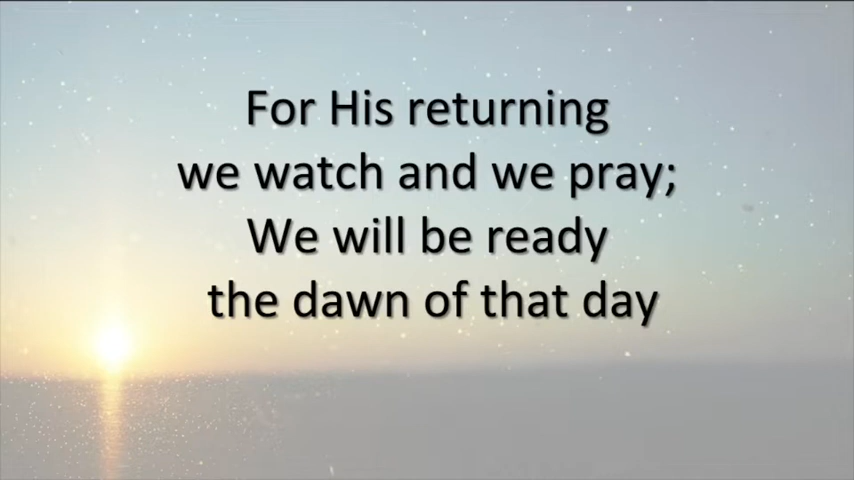 For His returning
we watch and we pray;
We will be ready
the dawn of that day